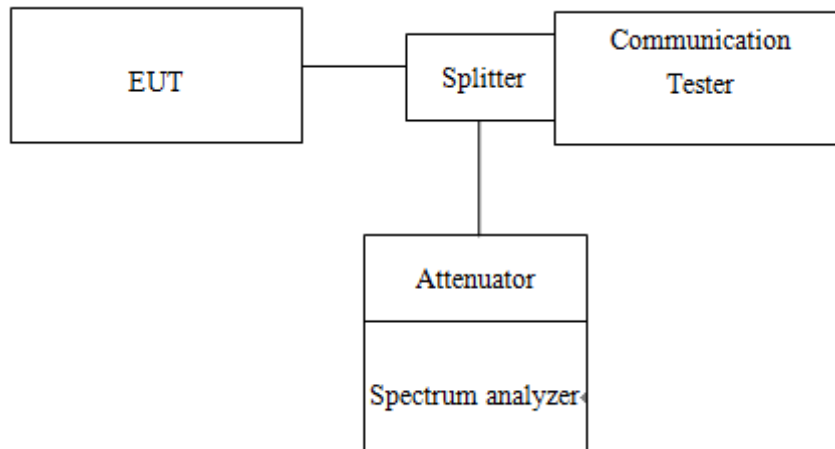 EUT
Splitter
Communication
Tester
Attenuator
Spectrum analyzer